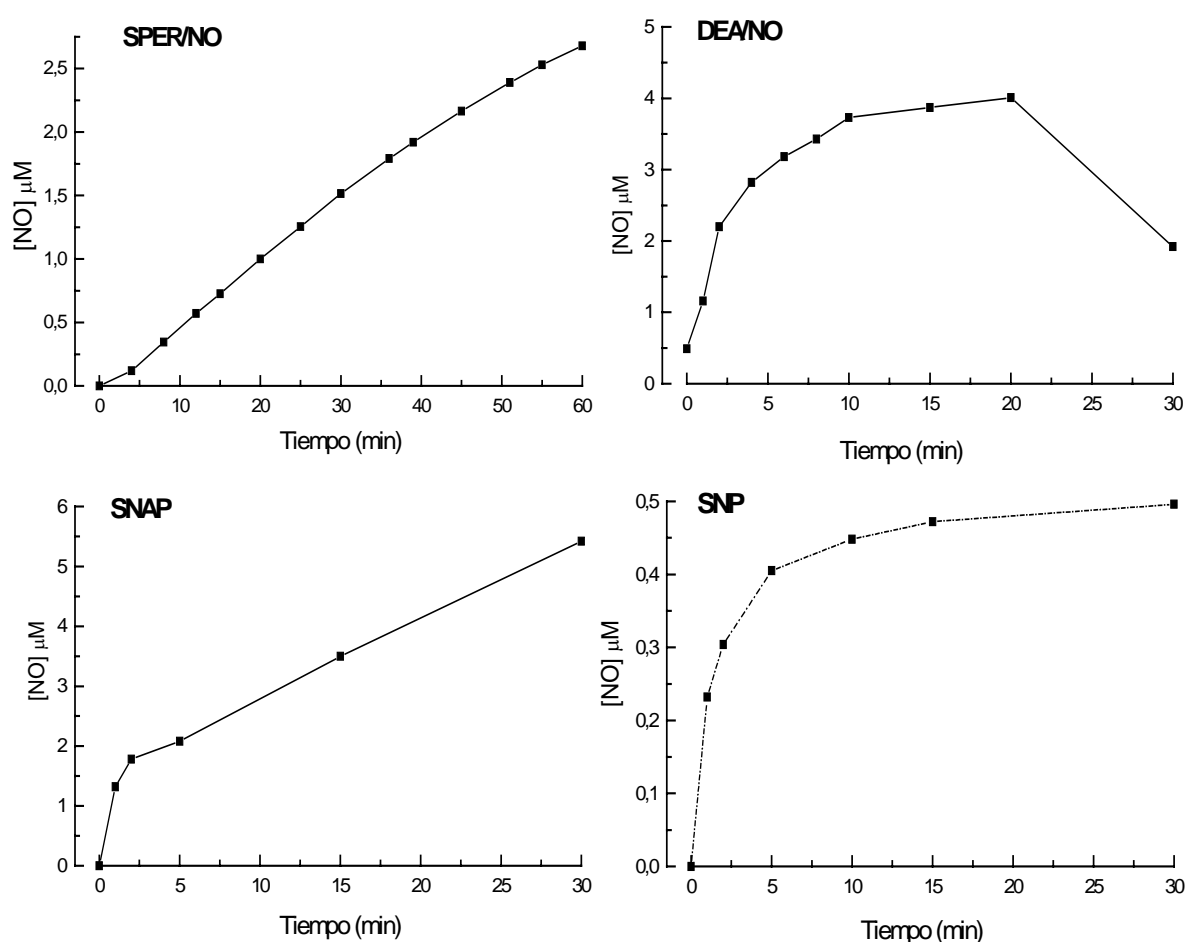 SPER/NO
2,5
2,0
1,5
1,0
0,5
0,0
[NO] μM
0 10 20 30 40 50 60
Tiempo (min)
DEA/NO
5
4
3
2
1
0
[NO] μM
0 5 10 15 20 25 30
Tiempo (min)
SNAP
6
5
4
3
2
1
0
[NO] μM
0 5 10 15 20 25 30
Tiempo (min)
SNP
0,5
0,4
0,3
0,2
0,1
0,0
[NO] μM
0 5 10 15 20 25 30
Tiempo (min)